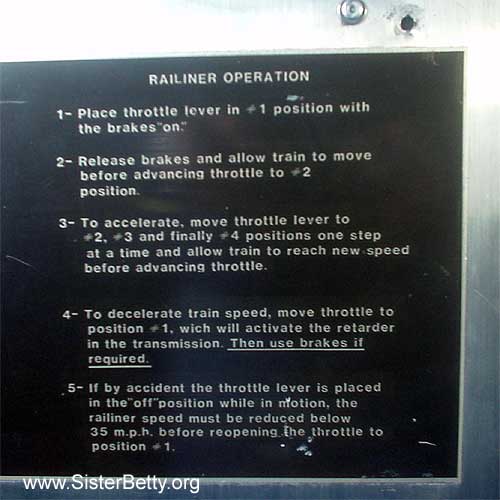 RAILINER OPERATION
1- Place throttle lever in #1 position with
the brakes "on."
2- Release brakes and allow train to move
before advancing throttle to #2
position.
3- To accelerate, move throttle lever to
#2, #3 and finally #4 positions one step
at a time and allow train to reach new speed
before advancing throttle.
4- To decelerate train speed, move throttle to
position #1, wich will activate the retarder
in the transmission. Then use brakes if
required.
5- If by accident the throttle lever is placed
in the "off" position while in motion, the
railiner speed must be reduced below
35 m.p.h. before reopening the throttle to
position #1.
www.SisterBetty.org